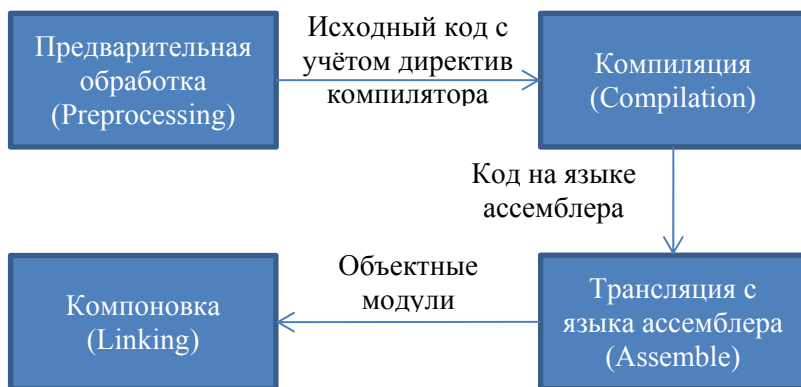 Предварительная
обработка
(Preprocessing)
Исходный код с
учётом директив
компилятора
Компиляция
(Compilation)
Код на языке
ассемблера
Трансляция с
языка ассемблера
(Assemble)
Объектные
модули
Компоновка
(Linking)